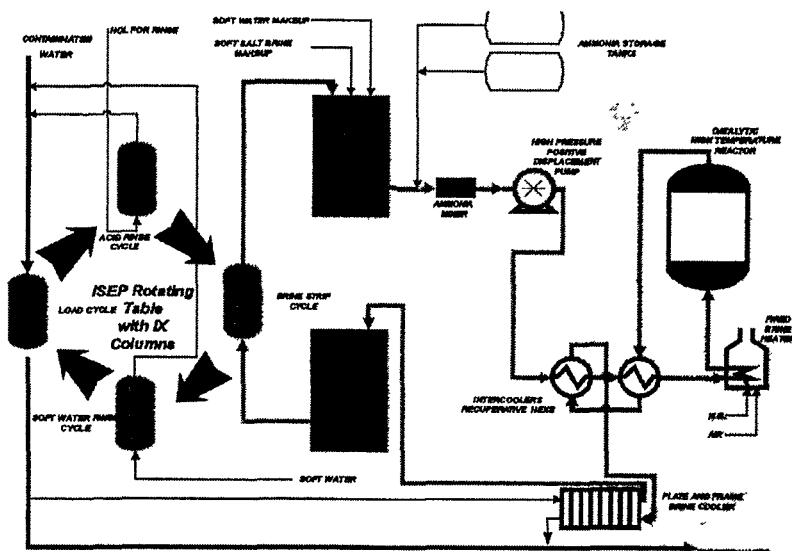 CONTAMINATED
WATER
HCL FOR RINSE
SOFT WATER MAKEUP
SOFT SALT BRINE
MAKEUP
AMMONIA STORAGE
TANKS
HIGH PRESSURE
POSITIVE
DISPLACEMENT
PUMP
CATALYTIC
HIGH TEMPERATURE
REACTOR
AMMONIA
MIXER
ACID RINSE
CYCLE
ISEP Rotating
Table
with IX
Columns
LOAD CYCLE
BRINE STRIP
CYCLE
FIRED
BRINE
HEATER
INTERCOOLERS
RECUPERATIVE HEXS
SOFT WATER RINSE
CYCLE
AIR
SOFT WATER
PLATE AND FRAME
BRINE COOLER